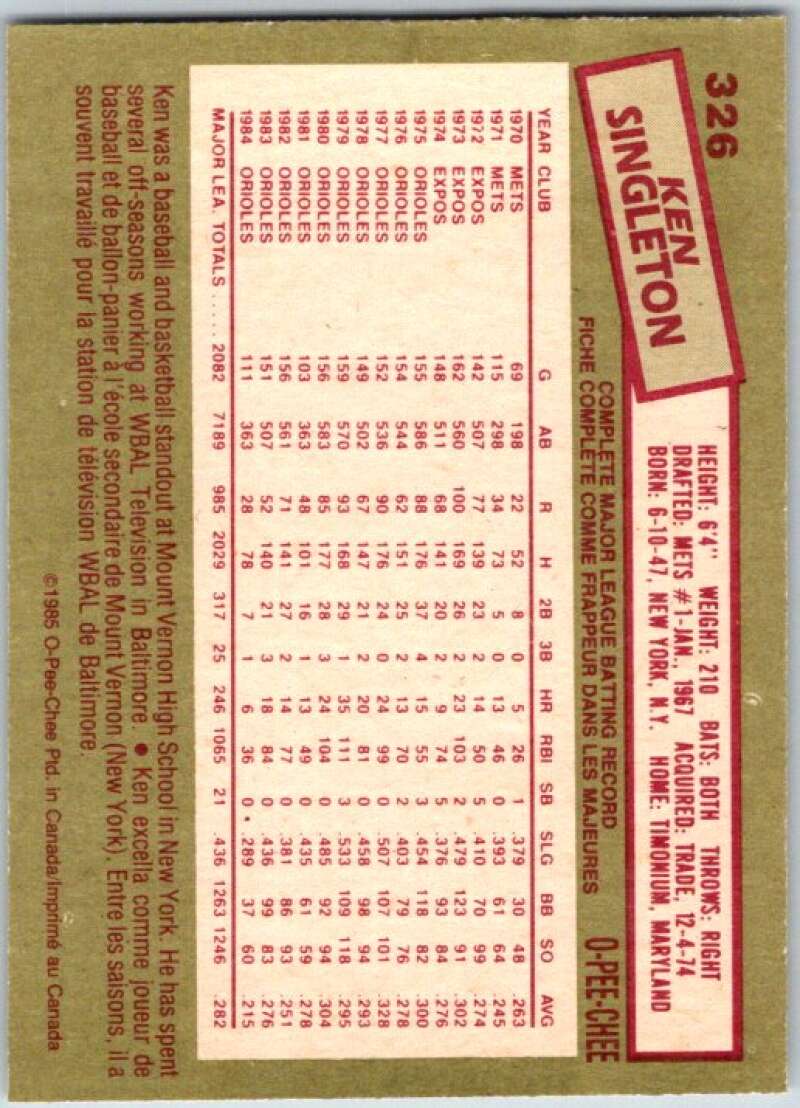 326
KEN
SINGLETON
HEIGHT: 6'4" WEIGHT: 210 BATS: BOTH THROWS: RIGHT
DRAFTED: METS #1-JAN., 1967 ACQUIRED: TRADE, 12-4-74
BORN: 6-10-47, NEW YORK, N.Y. HOME: TIMONIUM, MARYLAND
COMPLETE MAJOR LEAGUE BATTING RECORD
FICHE COMPLETE COMME FRAPPEUR DANS LES MAJEURES
O-PEE-CHEE
YEAR CLUB G AB R H 2B 3B HR RBI SB SLG BB SO AVG
1970 METS 69 198 22 52 8 0 5 26 1 .379 30 48 .263
1971 METS 115 298 34 73 5 0 13 46 0 .393 61 64 .245
1972 EXPOS 142 507 77 139 23 2 14 50 5 .410 70 99 .274
1973 EXPOS 162 560 100 169 26 2 23 103 2 .479 123 91 .302
1974 EXPOS 148 511 68 141 20 2 9 74 5 .376 93 84 .276
1975 ORIOLES 155 586 88 176 37 4 15 55 3 .454 118 82 .300
1976 ORIOLES 154 544 62 151 25 2 13 70 2 .403 79 76 .278
1977 ORIOLES 152 536 90 176 24 0 24 99 0 .507 107 101 .328
1978 ORIOLES 149 502 67 147 21 2 20 81 0 .458 98 94 .293
1979 ORIOLES 159 570 93 168 29 1 35 111 3 .533 109 118 .295
1980 ORIOLES 156 583 85 177 28 3 24 104 0 .485 92 94 .304
1981 ORIOLES 103 363 48 101 16 1 13 49 0 .435 61 59 .278
1982 ORIOLES 156 561 71 141 27 2 14 77 0 .381 86 93 .251
1983 ORIOLES 151 507 52 140 21 3 18 84 0 .436 99 83 .276
1984 ORIOLES 111 363 28 78 7 1 6 36 0 .289 37 60 .215
MAJOR LEA. TOTALS ..... 2082 7189 985 2029 317 25 246 1065 21 .436 1263 1246 .282
Ken was a baseball and basketball standout at Mount Vernon High School in New York. He has spent
several off-seasons working at WBAL Television in Baltimore. ● Ken excella comme joueur de
baseball et de ballon-panier à l'école secondaire de Mount Vernon (New York). Entre les saisons, il a
souvent travaillé pour la station de télévision WBAL de Baltimore.
©1985 O-Pee-Chee Ptd. in Canada/Imprimé au Canada